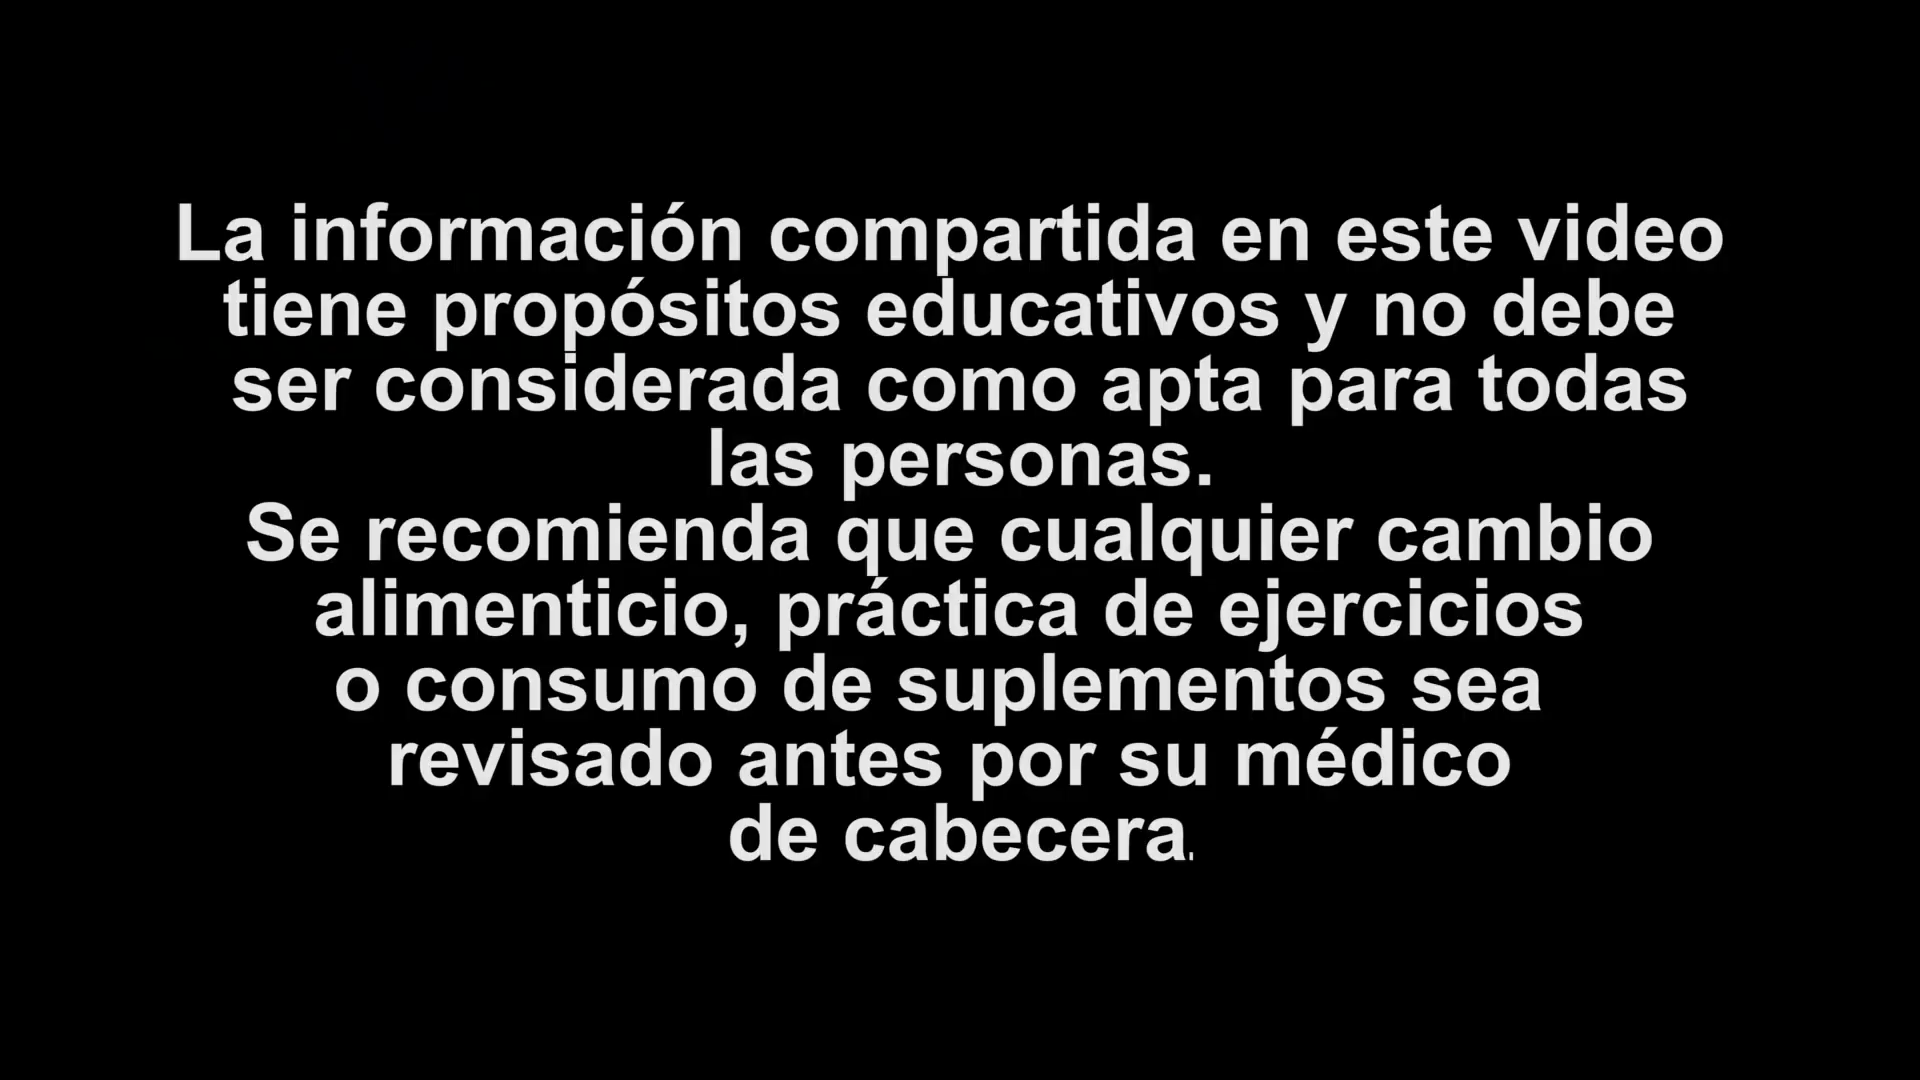 La información compartida en este video
tiene propósitos educativos y no debe
ser considerada como apta para todas
las personas.
Se recomienda que cualquier cambio
alimenticio, práctica de ejercicios
o consumo de suplementos sea
revisado antes por su médico
de cabecera.